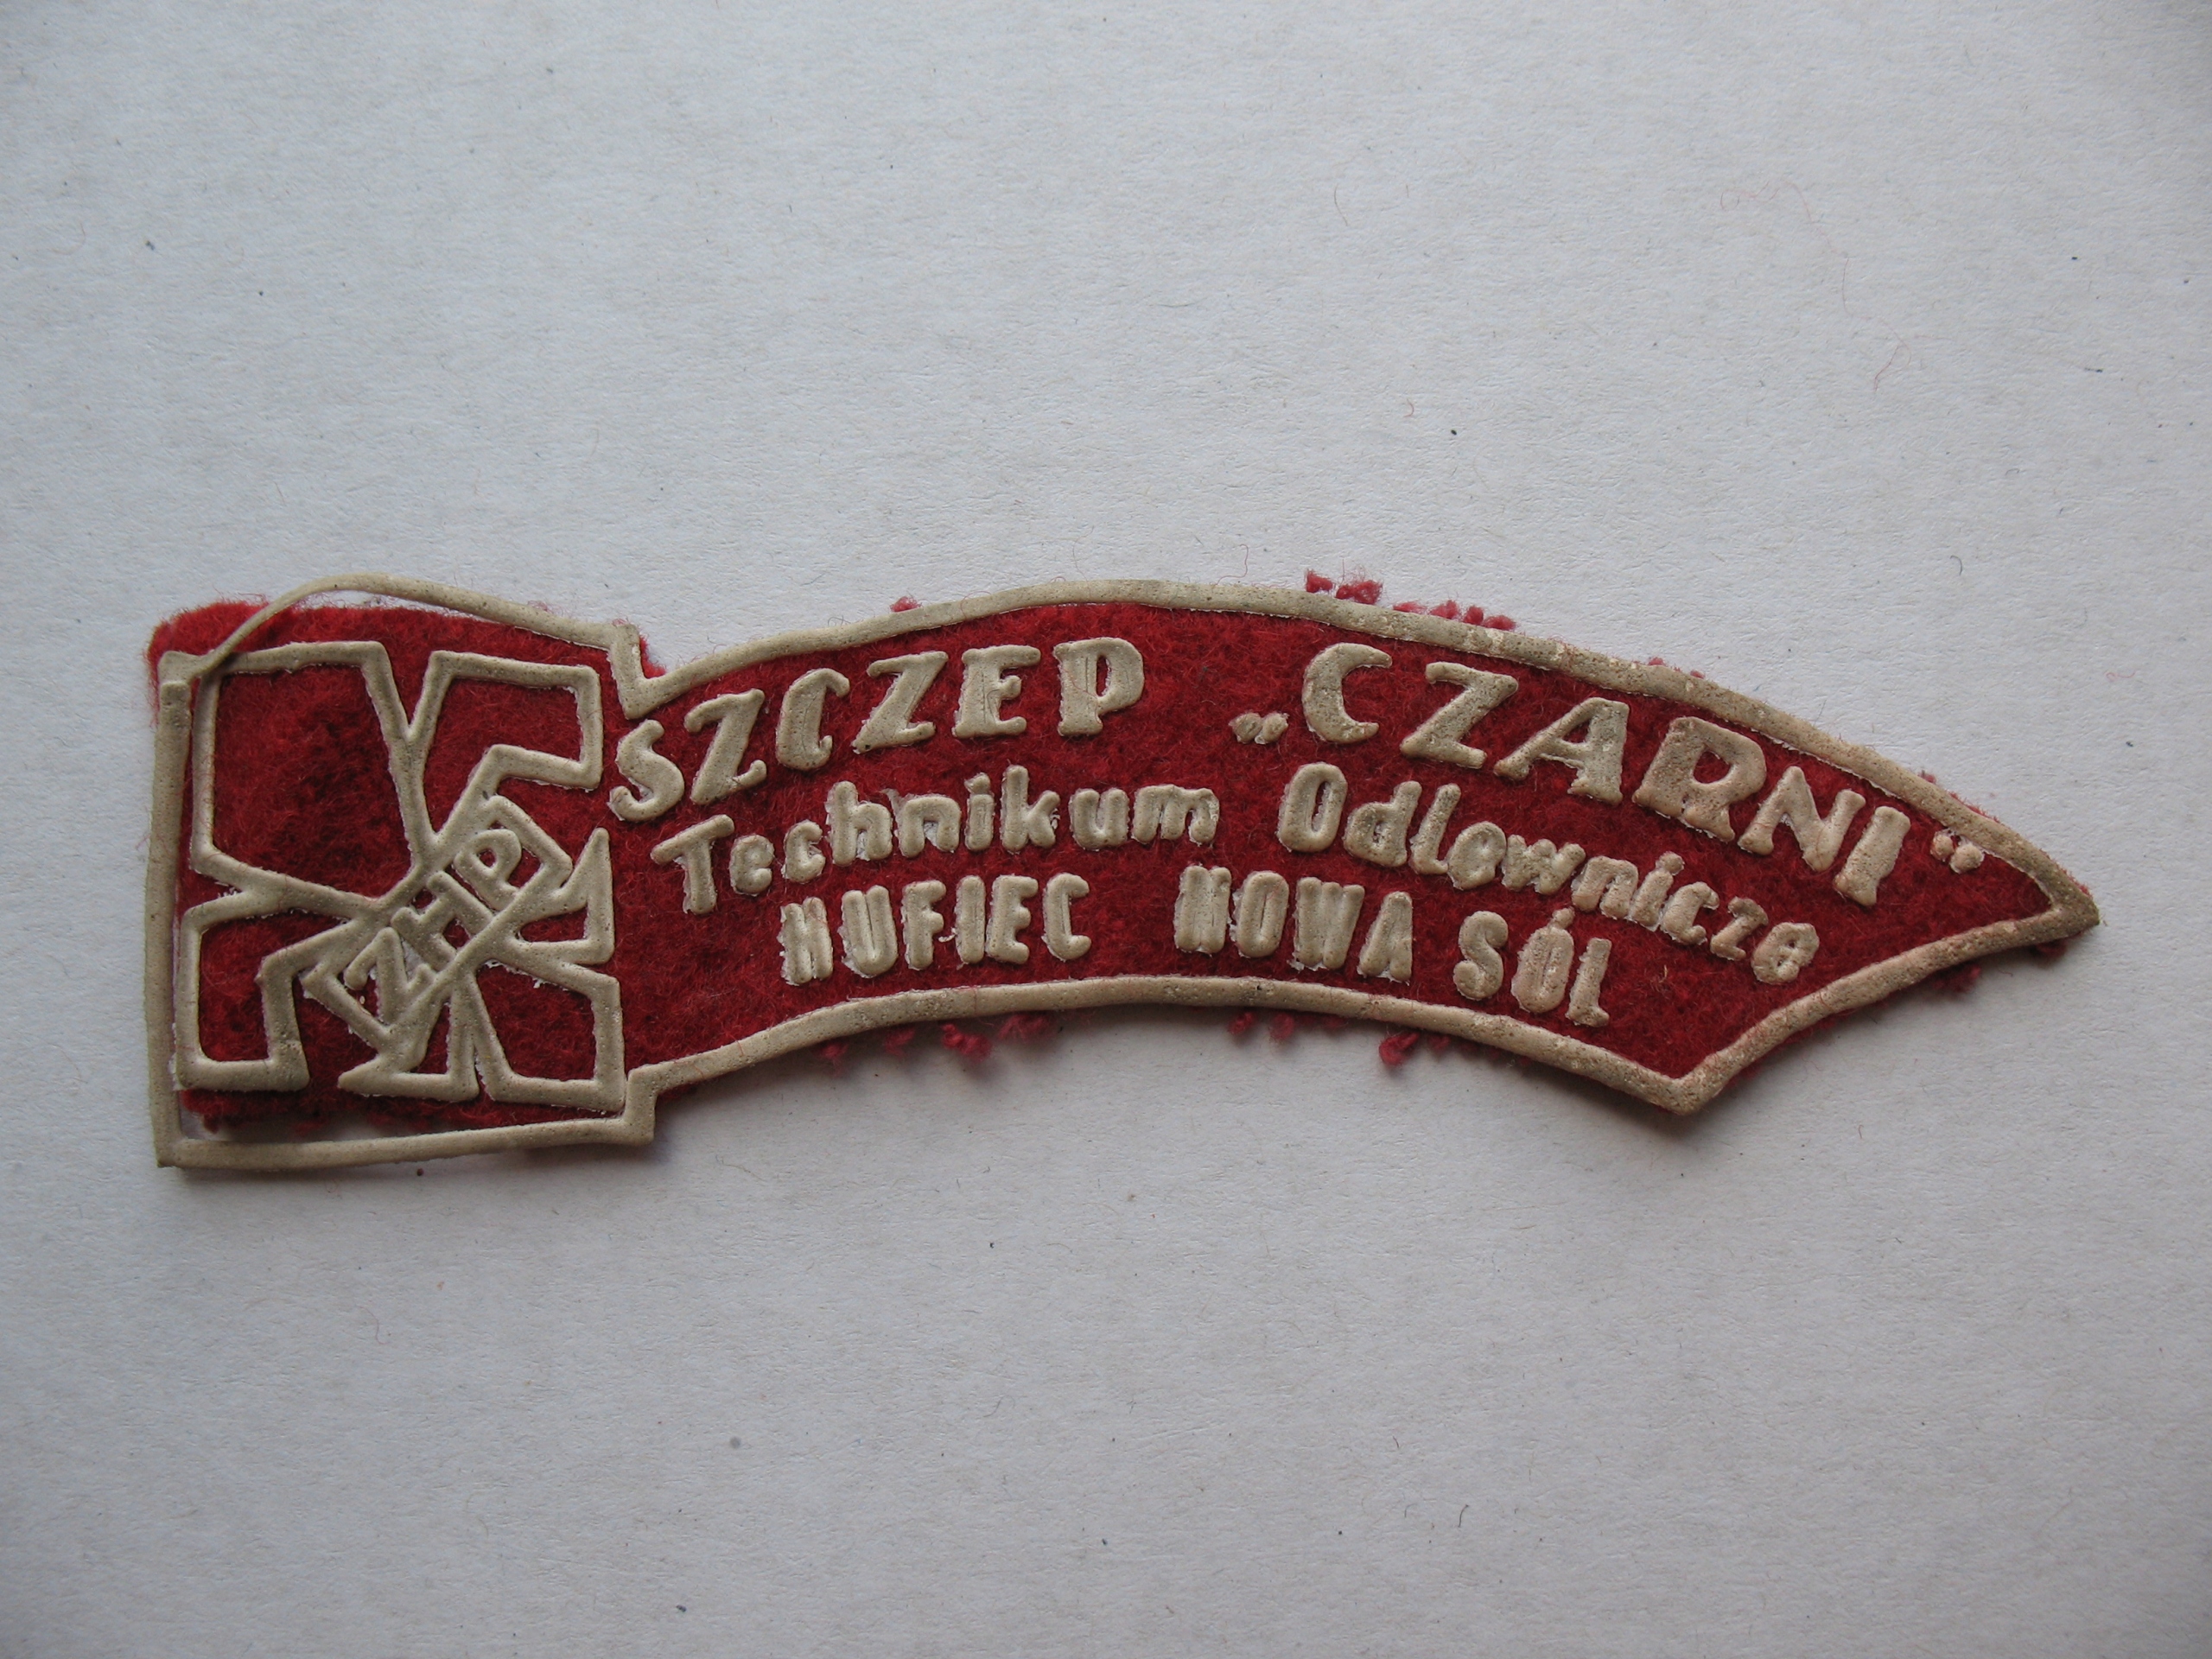 ZHP
SZCZEP „CZARNI”
Technikum Odlewnicze
HUFIEC NOWA SÓL